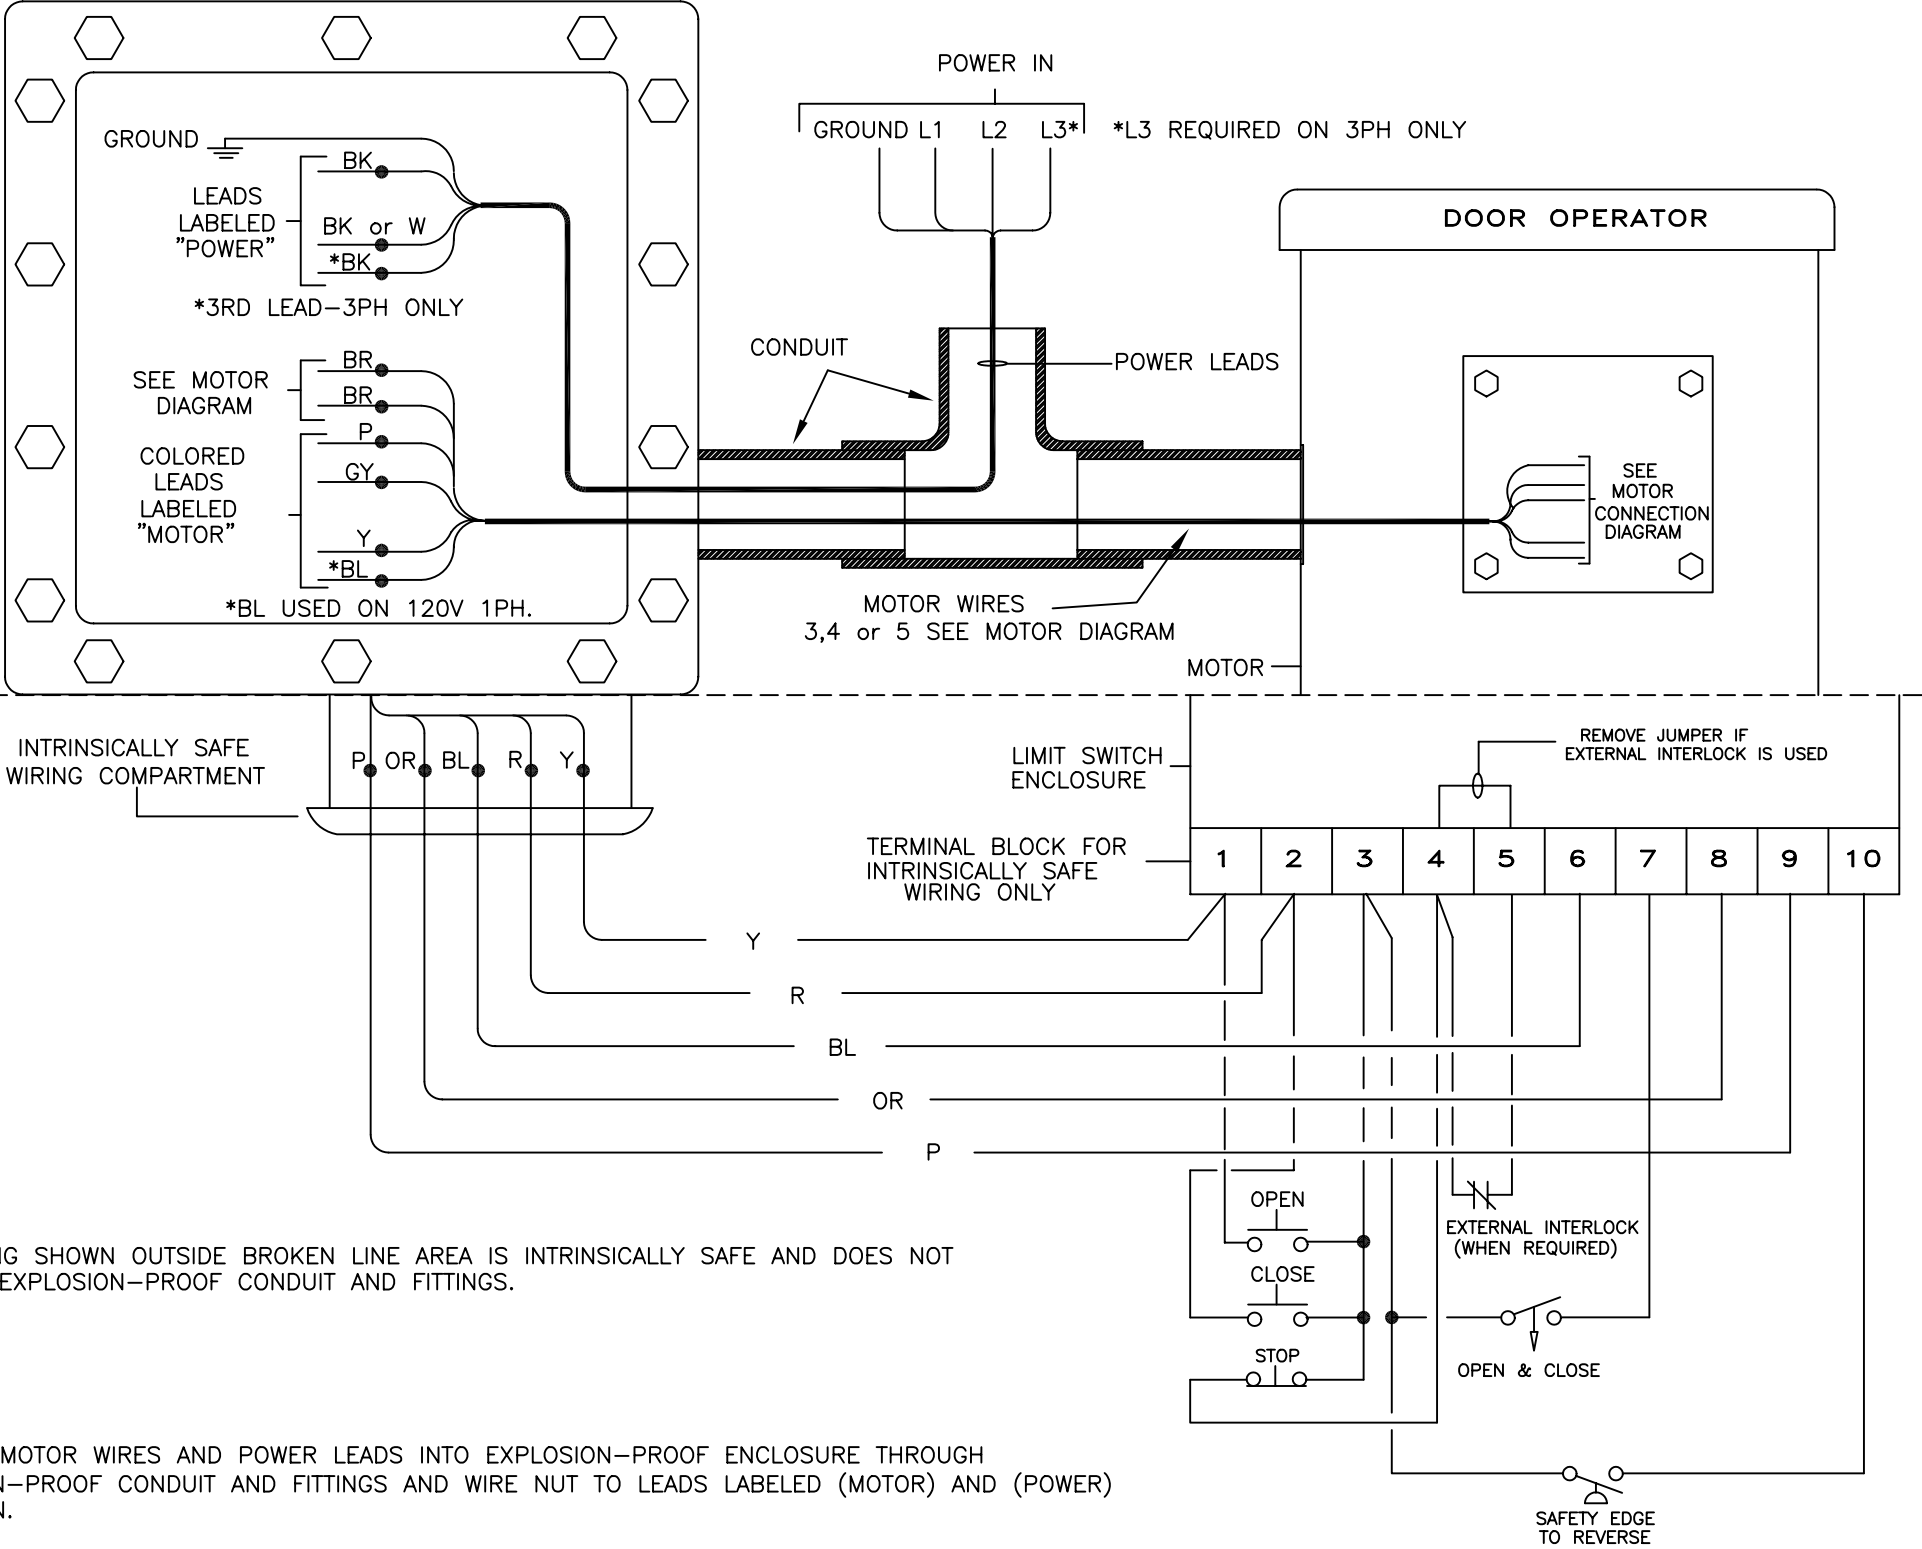 POWER IN
GROUND L1 L2 L3* *L3 REQUIRED ON 3PH ONLY
GROUND
BK
LEADS
LABELED
"POWER"
BK or W
*BK
*3RD LEAD-3PH ONLY
DOOR OPERATOR
CONDUIT
POWER LEADS
BR
SEE MOTOR
DIAGRAM
BR
P
COLORED
LEADS
LABELED
"MOTOR"
GY
Y
*BL
*BL USED ON 120V 1PH.
SEE
MOTOR
CONNECTION
DIAGRAM
MOTOR WIRES
3,4 or 5 SEE MOTOR DIAGRAM
MOTOR
INTRINSICALLY SAFE
WIRING COMPARTMENT
P OR BL R Y
LIMIT SWITCH
ENCLOSURE
REMOVE JUMPER IF
EXTERNAL INTERLOCK IS USED
TERMINAL BLOCK FOR
INTRINSICALLY SAFE
WIRING ONLY
1 2 3 4 5 6 7 8 9 10
Y
R
BL
OR
P
OPEN
CLOSE
STOP
EXTERNAL INTERLOCK
(WHEN REQUIRED)
OPEN & CLOSE
SAFETY EDGE
TO REVERSE
SHOWN OUTSIDE BROKEN LINE AREA IS INTRINSICALLY SAFE AND DOES NOT
EXPLOSION-PROOF CONDUIT AND FITTINGS.
MOTOR WIRES AND POWER LEADS INTO EXPLOSION-PROOF ENCLOSURE THROUGH
-PROOF CONDUIT AND FITTINGS AND WIRE NUT TO LEADS LABELED (MOTOR) AND (POWER)